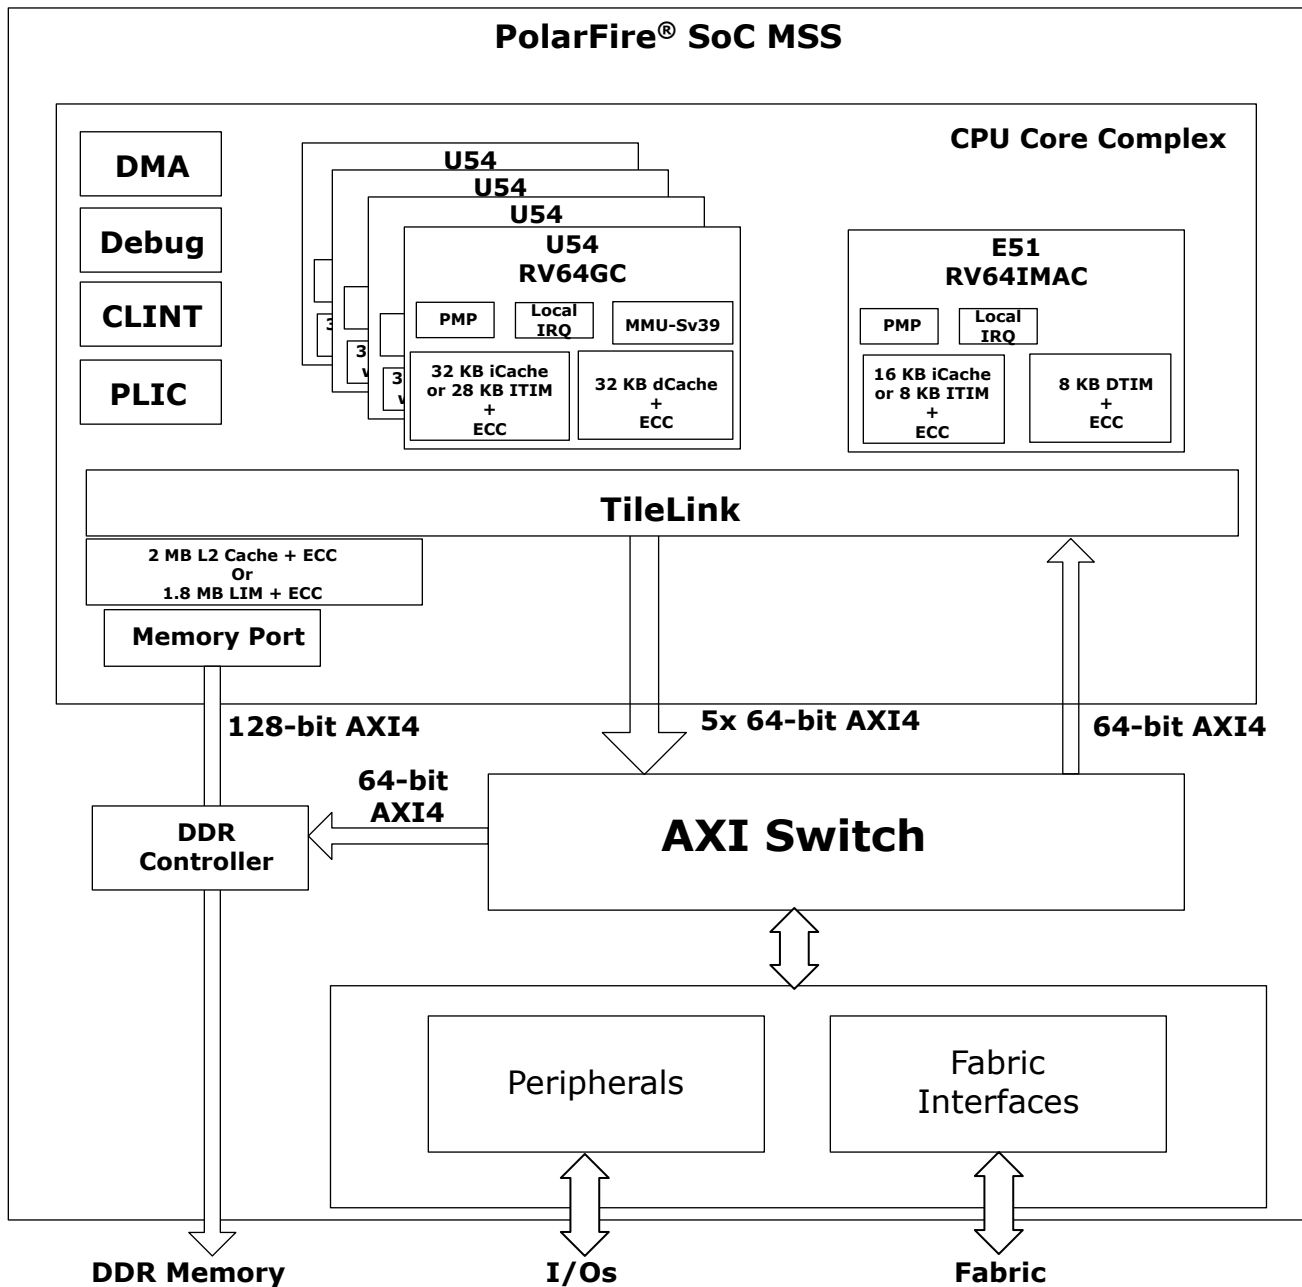 PolarFire® SoC MSS
CPU Core Complex
DMA
Debug
CLINT
PLIC
U54
U54
U54
U54
RV64GC
PMP
Local
IRQ
MMU-Sv39
32 KB iCache
or 28 KB ITIM
+
ECC
32 KB dCache
+
ECC
3
3
w
3
w
E51
RV64IMAC
PMP
Local
IRQ
16 KB iCache
or 8 KB ITIM
+
ECC
8 KB DTIM
+
ECC
TileLink
2 MB L2 Cache + ECC
Or
1.8 MB LIM + ECC
Memory Port
128-bit AXI4
5x 64-bit AXI4
64-bit AXI4
64-bit
AXI4
DDR
Controller
AXI Switch
Peripherals
Fabric
Interfaces
DDR Memory
I/Os
Fabric